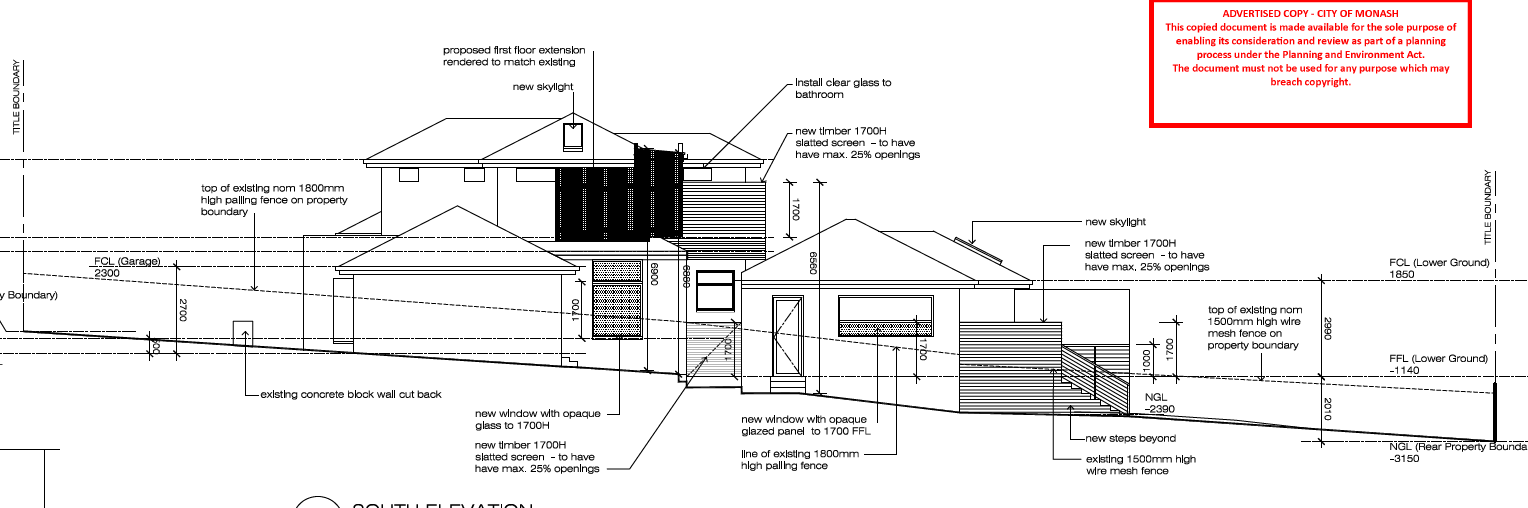 ADVERTISED COPY - CITY OF MONASH
This copied document is made available for the sole purpose of
enabling its consideration and review as part of a planning
process under the Planning and Environment Act.
The document must not be used for any purpose which may
breach copyright.
proposed first floor extension
rendered to match existing
new skylight
install clear glass to
bathroom
new timber 1700H
slatted screen - to have
have max. 25% openings
TITLE BOUNDARY
top of existing nom 1800mm
high paling fence on property
boundary
1700
6560
new skylight
new timber 1700H
slatted screen - to have
have max, 25% openings
TITLE BOUNDARY
FCL (Garage)
2300
FCL (Lower Ground)
1850
y Boundary)
2700
1700
6900
top of existing nom
1500mm high wire
mesh fence on
property boundary
2990
1700
1700
1000
1700
FFL (Lower Ground)
-1140
existing concrete block wall cut back
NGL
-2390
2010
new window with opaque
glass to 1700H
new window with opaque
glazed panel to 1700 FFL
new timber 1700H
slatted screen - to have
have max. 25% openings
line of existing 1800mm
high paling fence
new steps beyond
existing 1500mm high
wire mesh fence
NGL (Rear Property Bounda
-3150
SOUTH ELEVATION